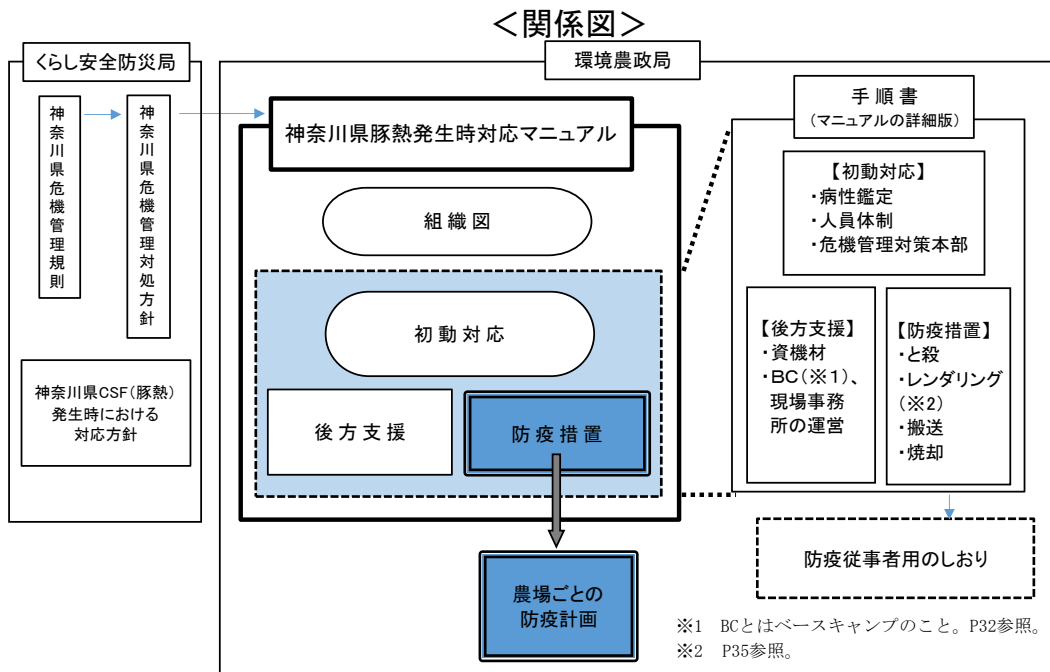 ＜関係図＞
くらし安全防災局
神奈川県危機管理規則
神奈川県危機管理対処方針
神奈川県CSF(豚熱)
発生時における
対応方針
環境農政局
神奈川県豚熱発生時対応マニュアル
組織図
初動対応
後方支援
防疫措置
農場ごとの
防疫計画
手順書
(マニュアルの詳細版)
【初動対応】
・病性鑑定
・人員体制
・危機管理対策本部
【後方支援】
・資機材
・BC(※1)、
現場事務
所の運営
【防疫措置】
・と殺
・レンダリング
(※2)
・搬送
・焼却
防疫従事者用のしおり
※1　BCとはベースキャンプのこと。P32参照。
※2　P35参照。